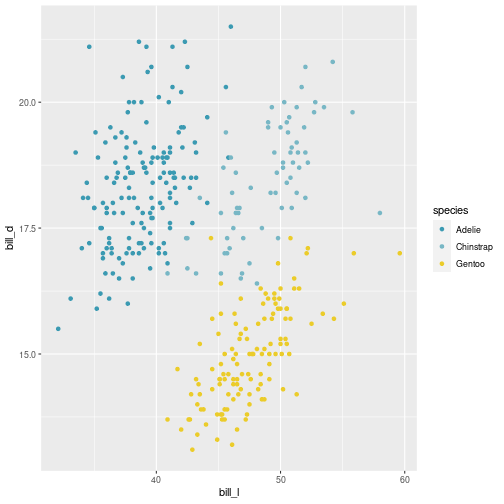 20.0
17.5
15.0
bill_d
40
50
60
bill_l
species
Adelie
Chinstrap
Gentoo